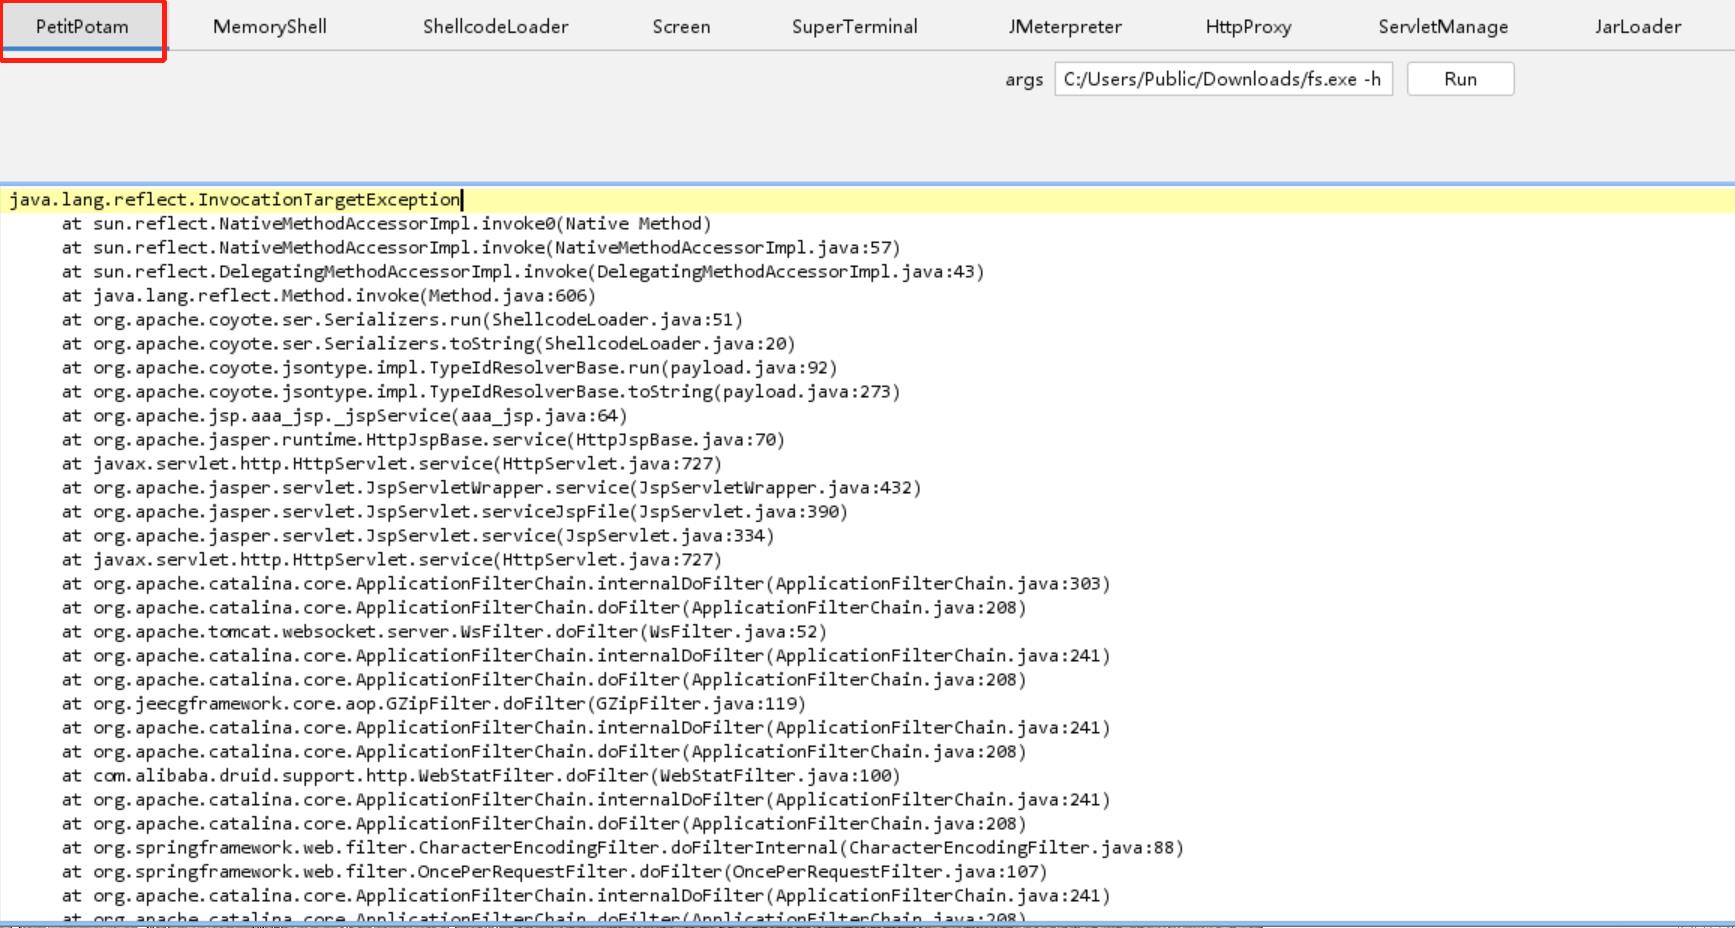 PetitPotam MemoryShell ShellcodeLoader Screen SuperTerminal JMeterpreter HttpProxy ServletManage JarLoader
args C:/Users/Public/Downloads/fs.exe -h Run
java.lang.reflect.InvocationTargetException
at sun.reflect.NativeMethodAccessorImpl.invoke0(Native Method)
at sun.reflect.NativeMethodAccessorImpl.invoke(NativeMethodAccessorImpl.java:57)
at sun.reflect.DelegatingMethodAccessorImpl.invoke(DelegatingMethodAccessorImpl.java:43)
at java.lang.reflect.Method.invoke(Method.java:606)
at org.apache.coyote.ser.Serializers.run(ShellcodeLoader.java:51)
at org.apache.coyote.ser.Serializers.toString(ShellcodeLoader.java:20)
at org.apache.coyote.jsontype.impl.TypeIdResolverBase.run(payload.java:92)
at org.apache.coyote.jsontype.impl.TypeIdResolverBase.toString(payload.java:273)
at org.apache.jsp.aaa_jsp._jspService(aaa_jsp.java:64)
at org.apache.jasper.runtime.HttpJspBase.service(HttpJspBase.java:70)
at javax.servlet.http.HttpServlet.service(HttpServlet.java:727)
at org.apache.jasper.servlet.JspServletWrapper.service(JspServletWrapper.java:432)
at org.apache.jasper.servlet.JspServlet.serviceJspFile(JspServlet.java:390)
at org.apache.jasper.servlet.JspServlet.service(JspServlet.java:334)
at javax.servlet.http.HttpServlet.service(HttpServlet.java:727)
at org.apache.catalina.core.ApplicationFilterChain.internalDoFilter(ApplicationFilterChain.java:303)
at org.apache.catalina.core.ApplicationFilterChain.doFilter(ApplicationFilterChain.java:208)
at org.apache.tomcat.websocket.server.WsFilter.doFilter(WsFilter.java:52)
at org.apache.catalina.core.ApplicationFilterChain.internalDoFilter(ApplicationFilterChain.java:241)
at org.apache.catalina.core.ApplicationFilterChain.doFilter(ApplicationFilterChain.java:208)
at org.jeecgframework.core.aop.GZipFilter.doFilter(GZipFilter.java:119)
at org.apache.catalina.core.ApplicationFilterChain.internalDoFilter(ApplicationFilterChain.java:241)
at org.apache.catalina.core.ApplicationFilterChain.doFilter(ApplicationFilterChain.java:208)
at com.alibaba.druid.support.http.WebStatFilter.doFilter(WebStatFilter.java:100)
at org.apache.catalina.core.ApplicationFilterChain.internalDoFilter(ApplicationFilterChain.java:241)
at org.apache.catalina.core.ApplicationFilterChain.doFilter(ApplicationFilterChain.java:208)
at org.springframework.web.filter.CharacterEncodingFilter.doFilterInternal(CharacterEncodingFilter.java:88)
at org.springframework.web.filter.OncePerRequestFilter.doFilter(OncePerRequestFilter.java:107)
at org.apache.catalina.core.ApplicationFilterChain.internalDoFilter(ApplicationFilterChain.java:241)
at org.apache.catalina.core.ApplicationFilterChain.doFilter(ApplicationFilterChain.java:208)